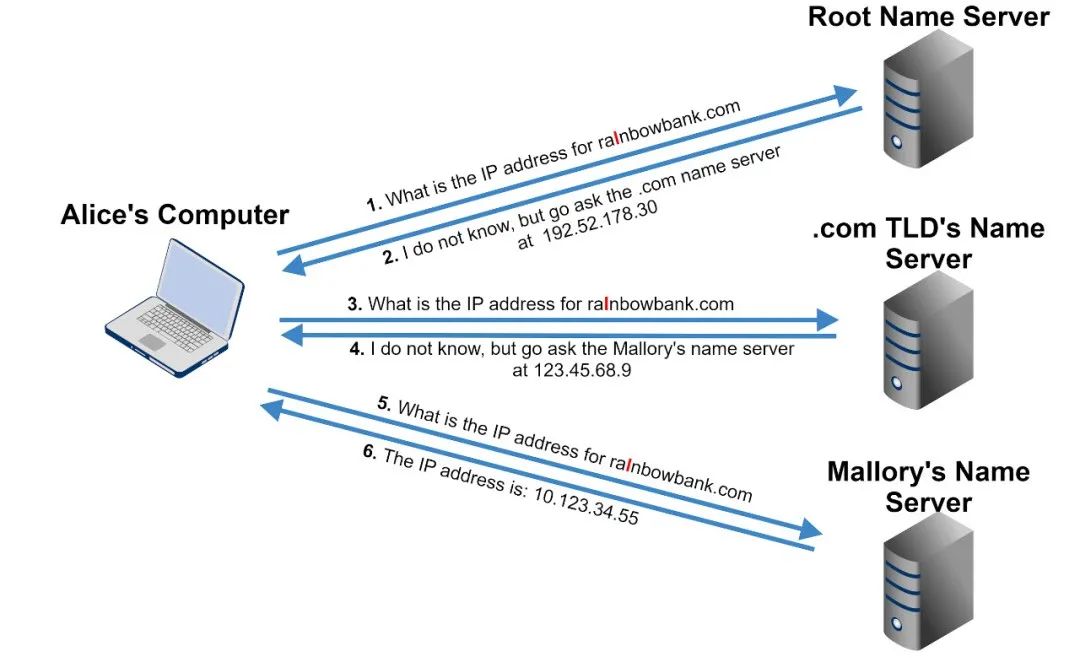 Root Name Server
1. What is the IP address for ralnbowbank.com
2. I do not know, but go ask the .com name server
at 192.52.178.30
Alice's Computer
.com TLD's Name
Server
3. What is the IP address for ralnbowbank.com
4. I do not know, but go ask the Mallory's name server
at 123.45.68.9
5. What is the IP address for ralnbowbank.com
6. The IP address is: 10.123.34.55
Mallory's Name
Server